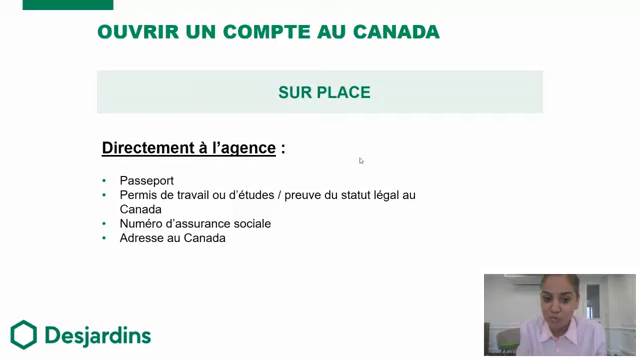 OUVRIR UN COMPTE AU CANADA
SUR PLACE
Directement à l’agence :
• Passeport
• Permis de travail ou d’études / preuve du statut légal au
Canada
• Numéro d’assurance sociale
• Adresse au Canada
Desjardins